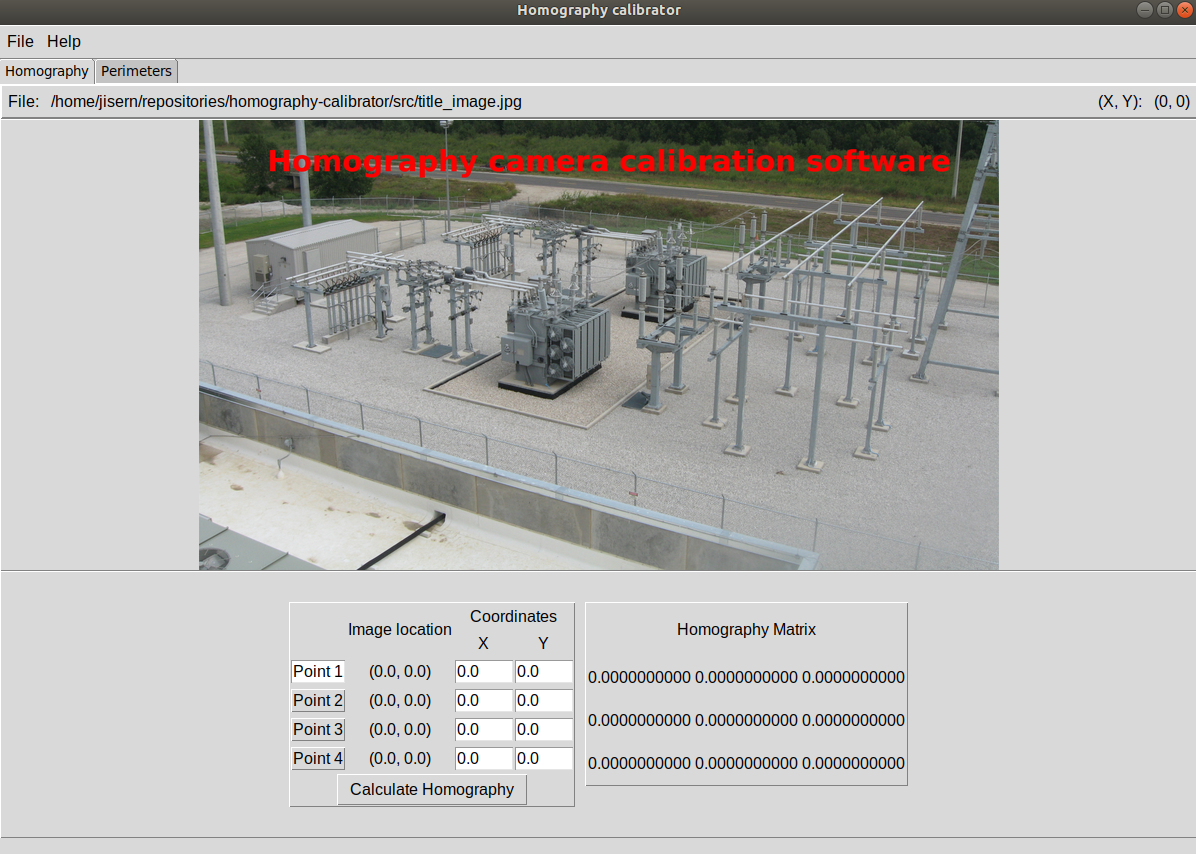 Homography calibrator
File Help
Homography Perimeters
File: /home/jisern/repositories/homography-calibrator/src/title_image.jpg (X, Y): (0, 0)
Homography camera calibration software
Image location Coordinates
X Y
Point 1 (0.0, 0.0) 0.0 0.0
Point 2 (0.0, 0.0) 0.0 0.0
Point 3 (0.0, 0.0) 0.0 0.0
Point 4 (0.0, 0.0) 0.0 0.0
Calculate Homography
Homography Matrix
0.0000000000 0.0000000000 0.0000000000
0.0000000000 0.0000000000 0.0000000000
0.0000000000 0.0000000000 0.0000000000